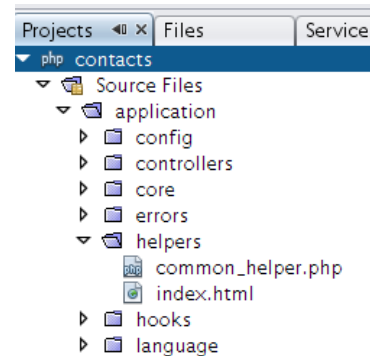 Projects Files Service
php contacts
Source Files
application
config
controllers
core
errors
helpers
php common_helper.php
index.html
hooks
language